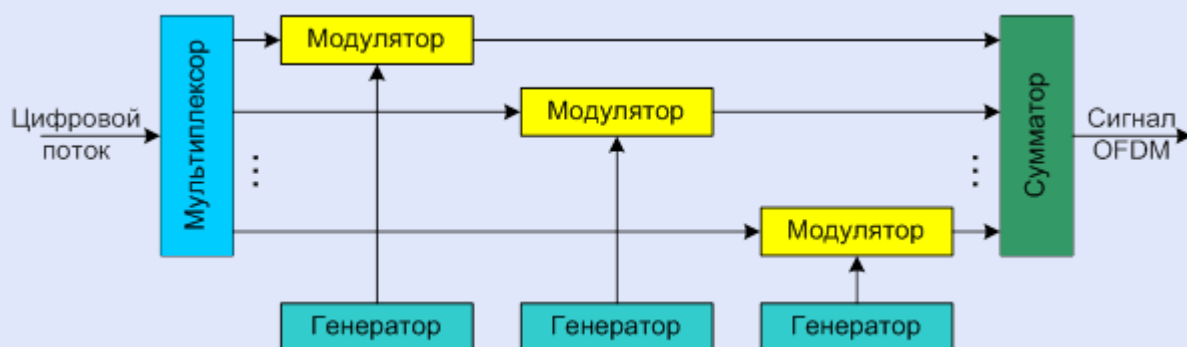 Цифровой
поток
Мультиплексор
Модулятор
Модулятор
Модулятор
Генератор
Генератор
Генератор
Сумматор
Сигнал
OFDM